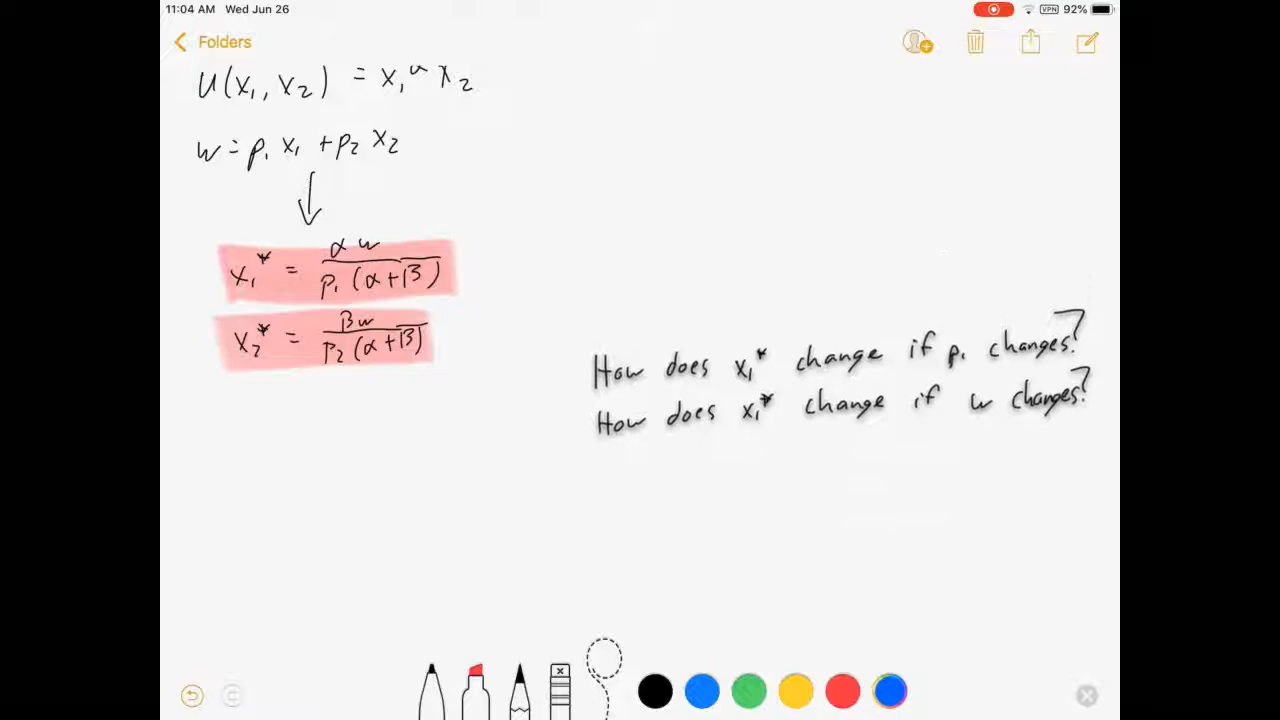 11:04 AM Wed Jun 26
VPN 92%
Folders
U(x₁, x₂) = x₁^α x₂
w = p₁ x₁ + p₂ x₂
x₁* = αw / p₁(α+β)
x₂* = βw / p₂(α+β)
How does x₁* change if p₁ changes?
How does x₁* change if w changes?